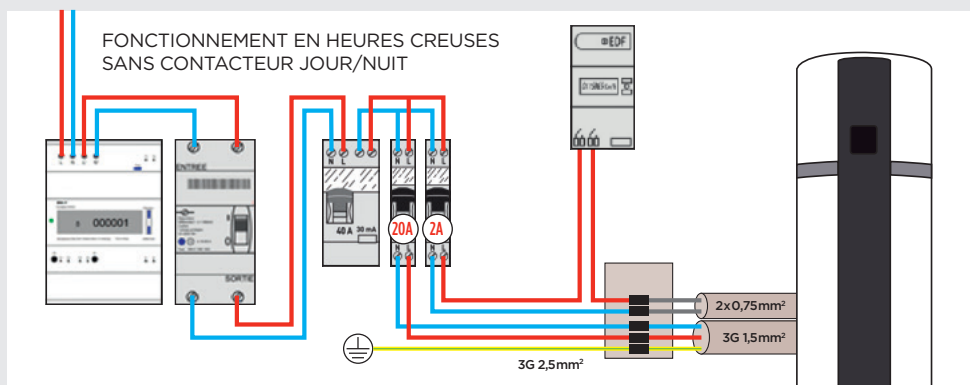 FONCTIONNEMENT EN HEURES CREUSES
SANS CONTACTEUR JOUR/NUIT
EDF
L N L N
ENTREE
000001
SORTIE
N L
40 A 30 mA
N L
20A
N L
N L
2A
N L
2x0,75mm²
3G 1,5mm²
3G 2,5mm²